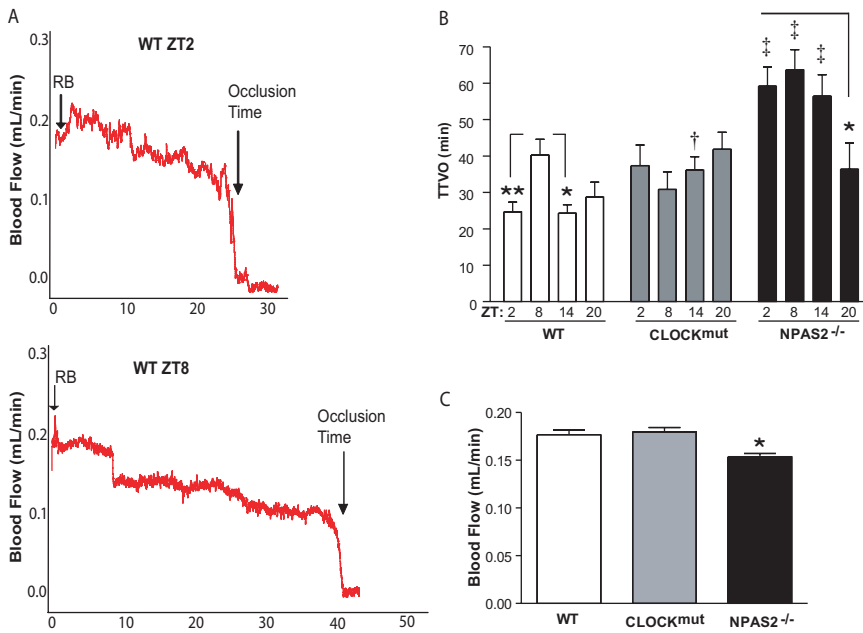 A
WT ZT2
0.3
0.2
0.1
0.0
Blood Flow (mL/min)
RB
Occlusion
Time
0 10 20 30
WT ZT8
0.3
0.2
0.1
0.0
Blood Flow (mL/min)
RB
Occlusion
Time
0 10 20 30 40 50
B
70
60
50
40
30
20
10
0
TTVO (min)
** * † ‡ ‡ ‡ *
ZT: 2 8 14 20 2 8 14 20 2 8 14 20
WT CLOCKmut NPAS2-/-
C
0.20
0.15
0.10
0.05
0.00
Blood Flow (mL/min)
*
WT CLOCKmut NPAS2-/-